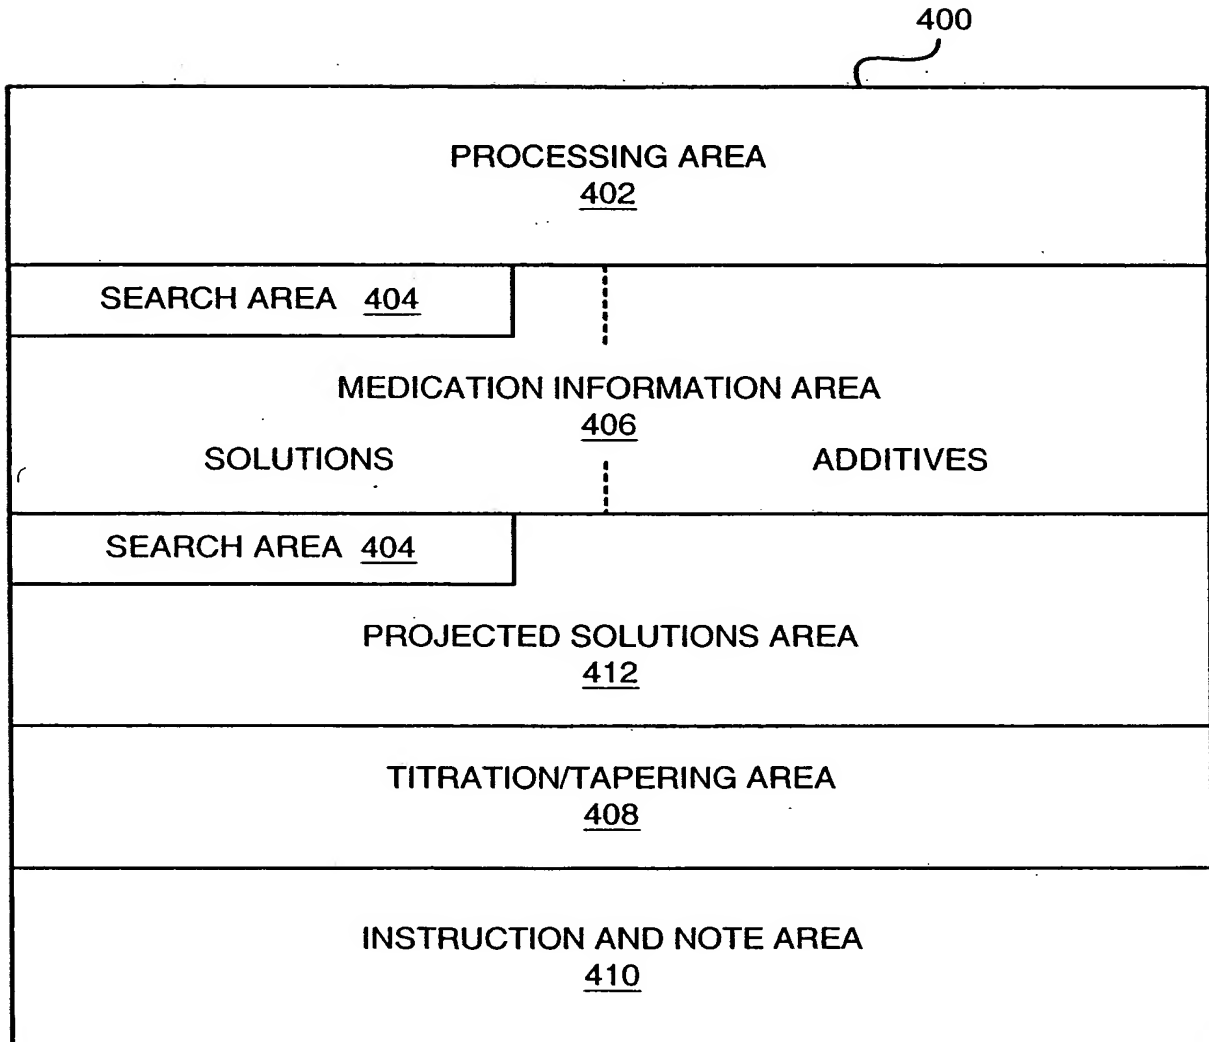 400
PROCESSING AREA
402
SEARCH AREA 404
MEDICATION INFORMATION AREA
406
SOLUTIONS ADDITIVES
SEARCH AREA 404
PROJECTED SOLUTIONS AREA
412
TITRATION/TAPERING AREA
408
INSTRUCTION AND NOTE AREA
410